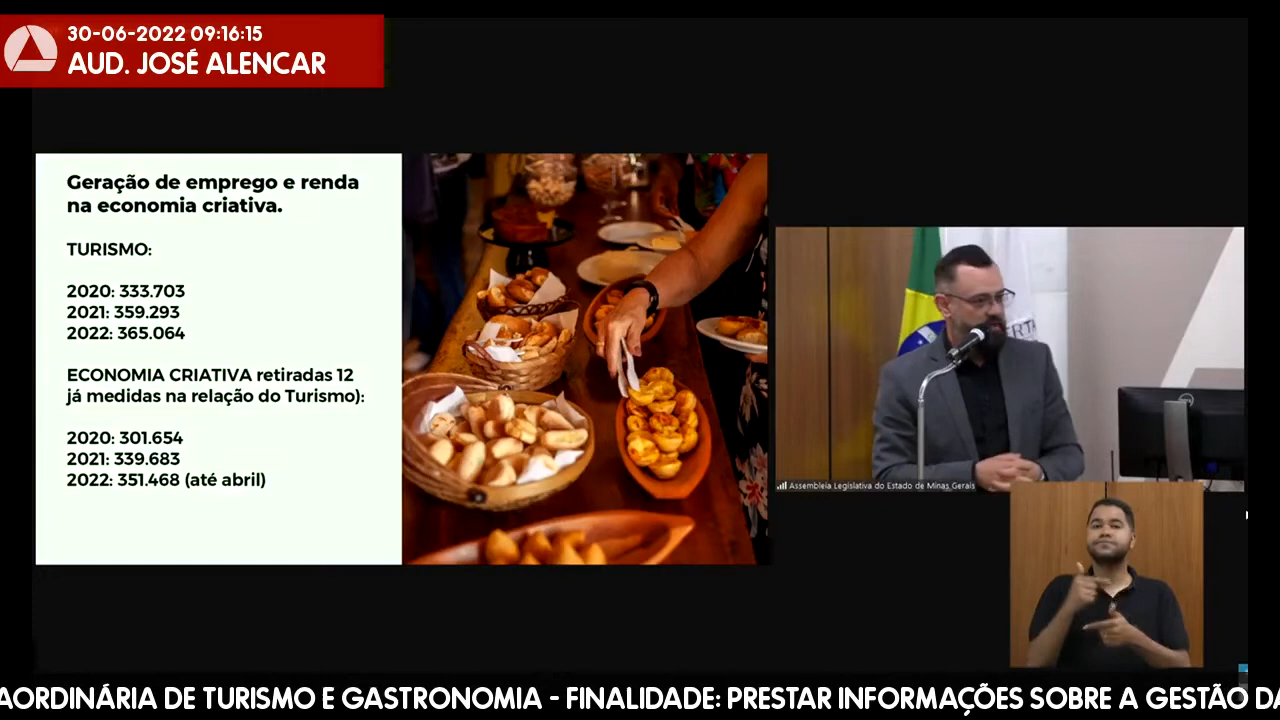 30-06-2022 09:16:15
AUD. JOSÉ ALENCAR
Geração de emprego e renda
na economia criativa.
TURISMO:
2020: 333.703
2021: 359.293
2022: 365.064
ECONOMIA CRIATIVA retiradas 12
já medidas na relação do Turismo):
2020: 301.654
2021: 339.683
2022: 351.468 (até abril)
Assembleia Legislativa do Estado de Minas Gerais
AORDINÁRIA DE TURISMO E GASTRONOMIA - FINALIDADE: PRESTAR INFORMAÇÕES SOBRE A GESTÃO DA